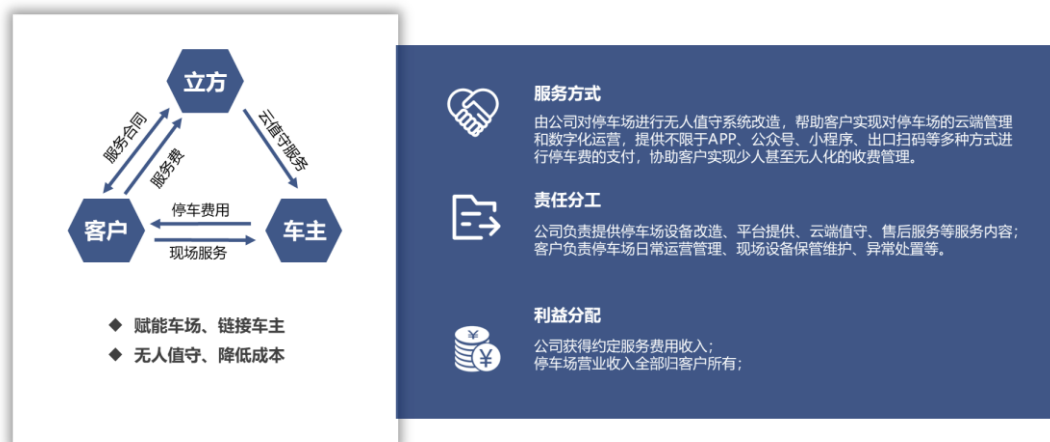 立方
服务合同
服务费
云值守服务
客户
停车费用
现场服务
车主
◆ 赋能车场、链接车主
◆ 无人值守、降低成本
服务方式
由公司对停车场进行无人值守系统改造，帮助客户实现对停车场的云端管理
和数字化运营，提供不限于APP、公众号、小程序、出口扫码等多种方式进
行停车费的支付，协助客户实现少人甚至无人化的收费管理。
责任分工
公司负责提供停车场设备改造、平台提供、云端值守、售后服务等服务内容；
客户负责停车场日常运营管理、现场设备保管维护、异常处置等。
利益分配
¥
¥
公司获得约定服务费用收入；
停车场营业收入全部归客户所有；